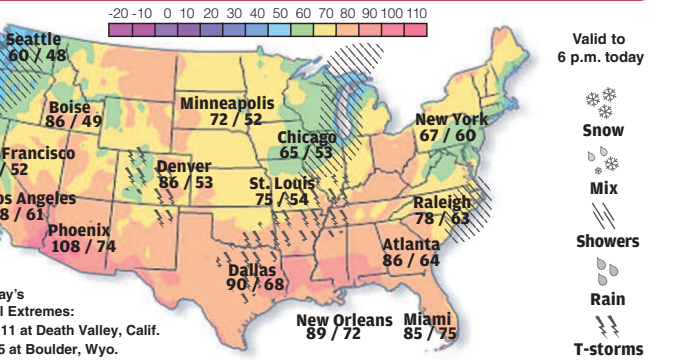 -20 -10 0 10 20 30 40 50 60 70 80 90 100 110
Valid to
6 p.m. today
Seattle
60 / 48
Boise
86 / 49
Minneapolis
72 / 52
Chicago
65 / 53
New York
67 / 60
Francisco
/ 52
Denver
86 / 53
St. Louis
75 / 54
os Angeles
8 / 61
Raleigh
78 / 63
Phoenix
108 / 74
Atlanta
86 / 64
Dallas
90 / 68
New Orleans
89 / 72
Miami
85 / 75
Snow
Mix
Showers
Rain
T-storms
ay's
l Extremes:
11 at Death Valley, Calif.
5 at Boulder, Wyo.